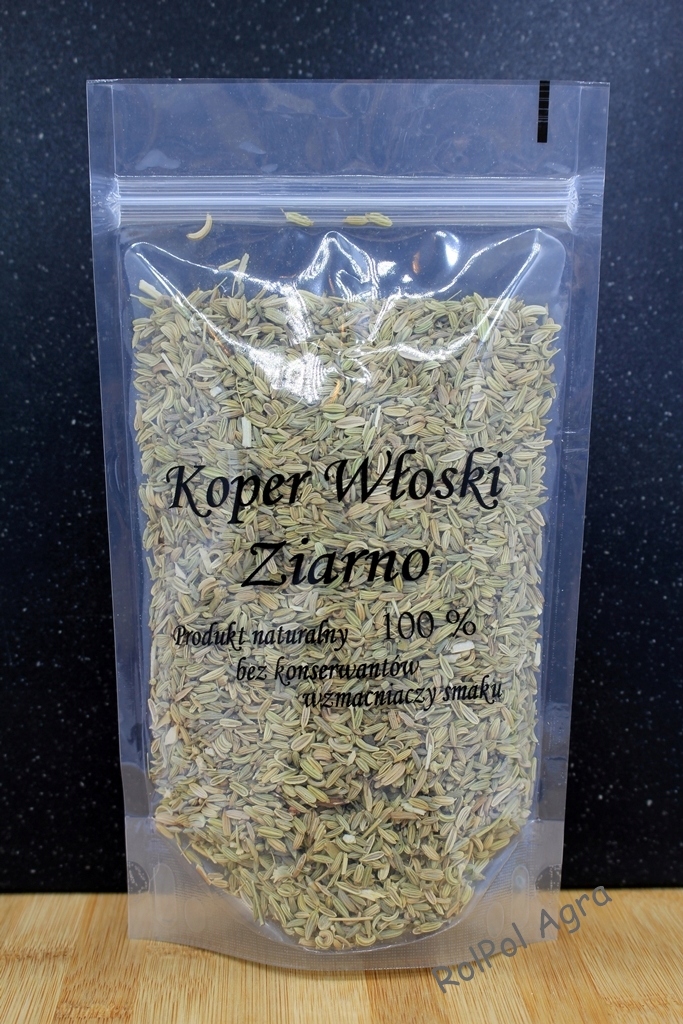 Koper Włoski
Ziarno
Produkt naturalny 100 %
bez konserwantów
wzmacniaczy smaku
RolPol Agra